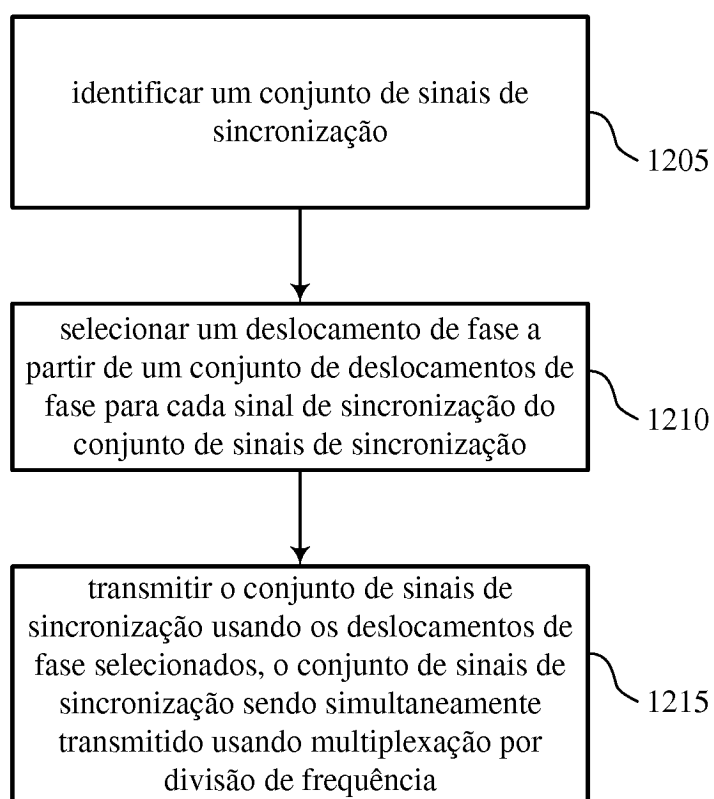 identificar um conjunto de sinais de
sincronização
1205
selecionar um deslocamento de fase a
partir de um conjunto de deslocamentos de
fase para cada sinal de sincronização do
conjunto de sinais de sincronização
1210
transmitir o conjunto de sinais de
sincronização usando os deslocamentos de
fase selecionados, o conjunto de sinais de
sincronização sendo simultaneamente
transmitido usando multiplexação por
divisão de frequência
1215